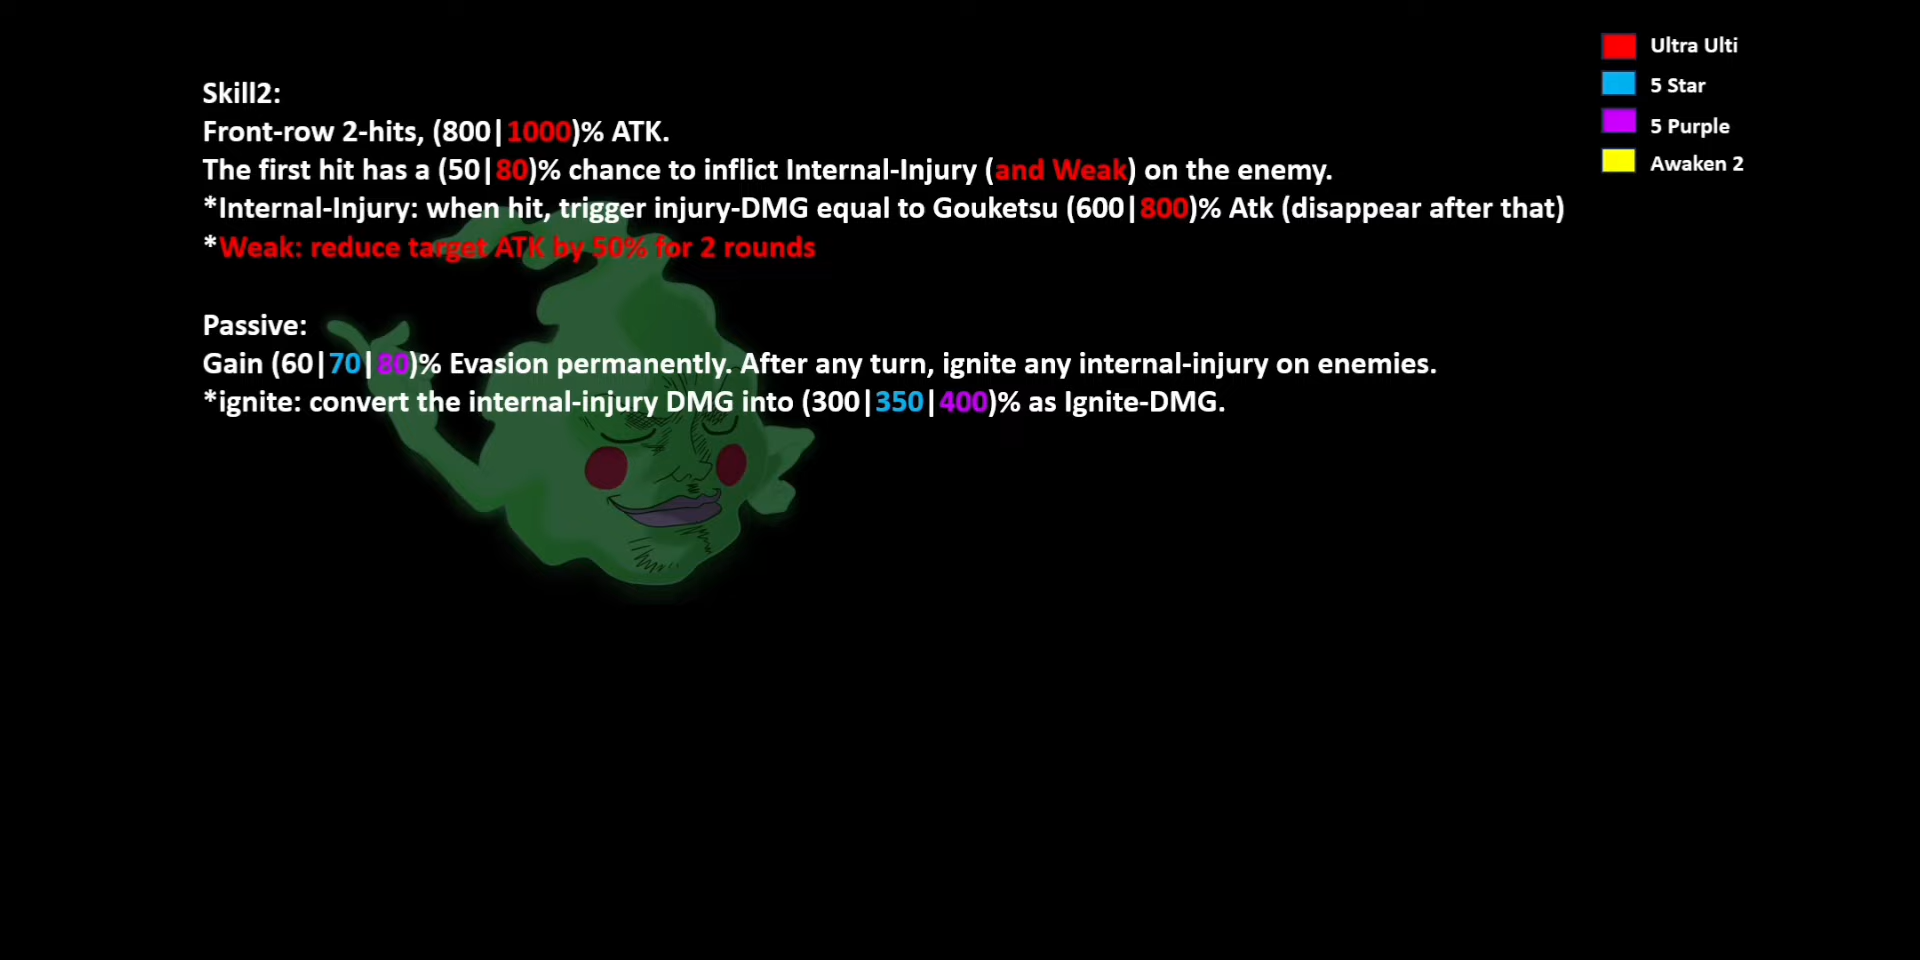 Skill2:
Front-row 2-hits, (800|1000)% ATK.
The first hit has a (50|80)% chance to inflict Internal-Injury (and Weak) on the enemy.
*Internal-Injury: when hit, trigger injury-DMG equal to Gouketsu (600|800)% Atk (disappear after that)
*Weak: reduce target ATK by 50% for 2 rounds
Passive:
Gain (60|70|80)% Evasion permanently. After any turn, ignite any internal-injury on enemies.
*ignite: convert the internal-injury DMG into (300|350|400)% as Ignite-DMG.
Ultra Ulti
5 Star
5 Purple
Awaken 2